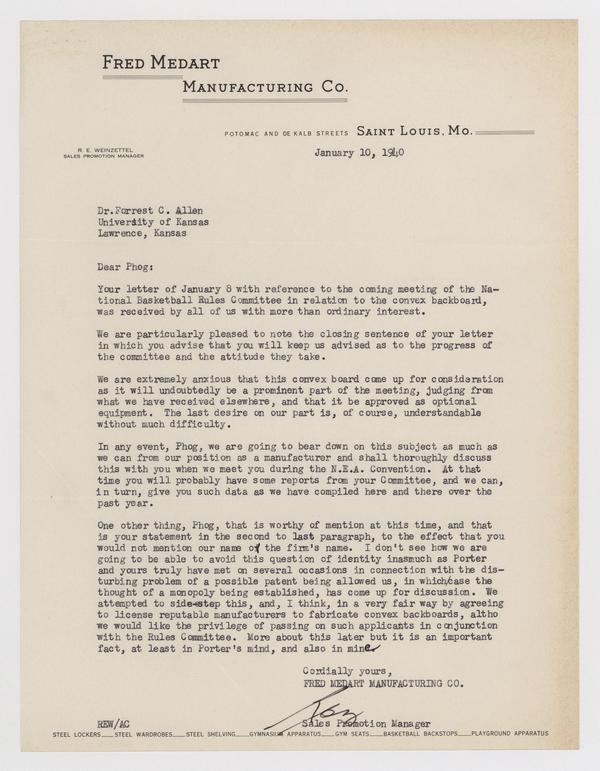 FRED MEDART
MANUFACTURING CO.
POTOMAC AND DE KALB STREETS SAINT LOUIS, MO.
R. E. WEINZETTEL
SALES PROMOTION MANAGER
January 10, 1940
Dr.Forrest C. Allen
Univerdity of Kansas
Lawrence, Kansas
Dear Phog:
Your letter of January 8 with reference to the coming meeting of the Na-
tional Basketball Rules Committee in relation to the convex backboard,
was received by all of us with more than ordinary interest.
We are particularly pleased to note the closing sentence of your letter
in which you advise that you will keep us advised as to the progress of
the committee and the attitude they take.
We are extremely anxious that this convex board come up for consideration
as it will undoubtedly be a prominent part of the meeting, judging from
what we have received elsewhere, and that it be approved as optional
equipment. The last desire on our part is, of course, understandable
without much difficulty.
In any event, Phog, we are going to bear down on this subject as much as
we can from our position as a manufacturer and shall thoroughly discuss
this with you when we meet you during the N.E.A. Convention. At that
time you will probably have some reports from your Committee, and we can,
in turn, give you such data as we have compiled here and there over the
past year.
One other thing, Phog, that is worthy of mention at this time, and that
is your statement in the second to last paragraph, to the effect that you
would not mention our name of the firm's name. I don't see how we are
going to be able to avoid this question of identity inasmuch as Porter
and yours truly have met on several occasions in connection with the dis-
turbing problem of a possible patent being allowed us, in which case the
thought of a monopoly being established, has come up for discussion. We
attempted to side-step this, and, I think, in a very fair way by agreeing
to license reputable manufacturers to fabricate convex backboards, altho
we would like the privilege of passing on such applicants in conjunction
with the Rules Committee. More about this later but it is an important
fact, at least in Porter's mind, and also in mine.
Cordially yours,
FRED MEDART MANUFACTURING CO.
REW/AC Sales Promotion Manager
STEEL LOCKERS___STEEL WARDROBES___STEEL SHELVING___GYMNASIUM APPARATUS___GYM SEATS___BASKETBALL BACKSTOPS___PLAYGROUND APPARATUS